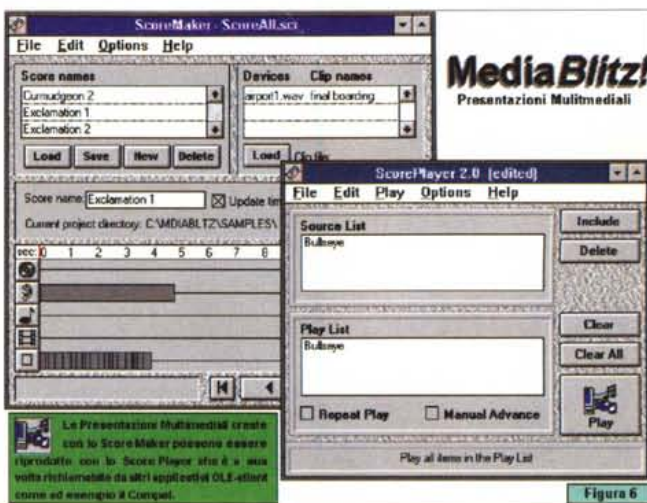 ScoreMaker - ScoreAll.sci
File Edit Options Help
Score names
Curmudgeon 2
Exclamation 1
Exclamation 2
Load Save New Delete
Devices Clip names
airport1.wav final boarding
Load Clip file:
Score name: Exclamation 1
Update tim
Current project directory: C:\MDIABLTZ\SAMPLES\
sec: 0 1 2 3 4 5 6 7 8
MediaBlitz!
Presentazioni Mulitmediali
ScorePlayer 2.0 (edited)
File Edit Play Options Help
Source List
Bullseye
Include
Delete
Play List
Bullseye
Clear
Clear All
Play
Repeat Play
Manual Advance
Play all items in the Play List
Le Presentazioni Multimediali create
con lo Score Maker possono essere
riprodotte con lo Score Player che è a sua
volta richiamabile da altri applicativi OLE-client
come ad esempio il Compel.
Figura 6